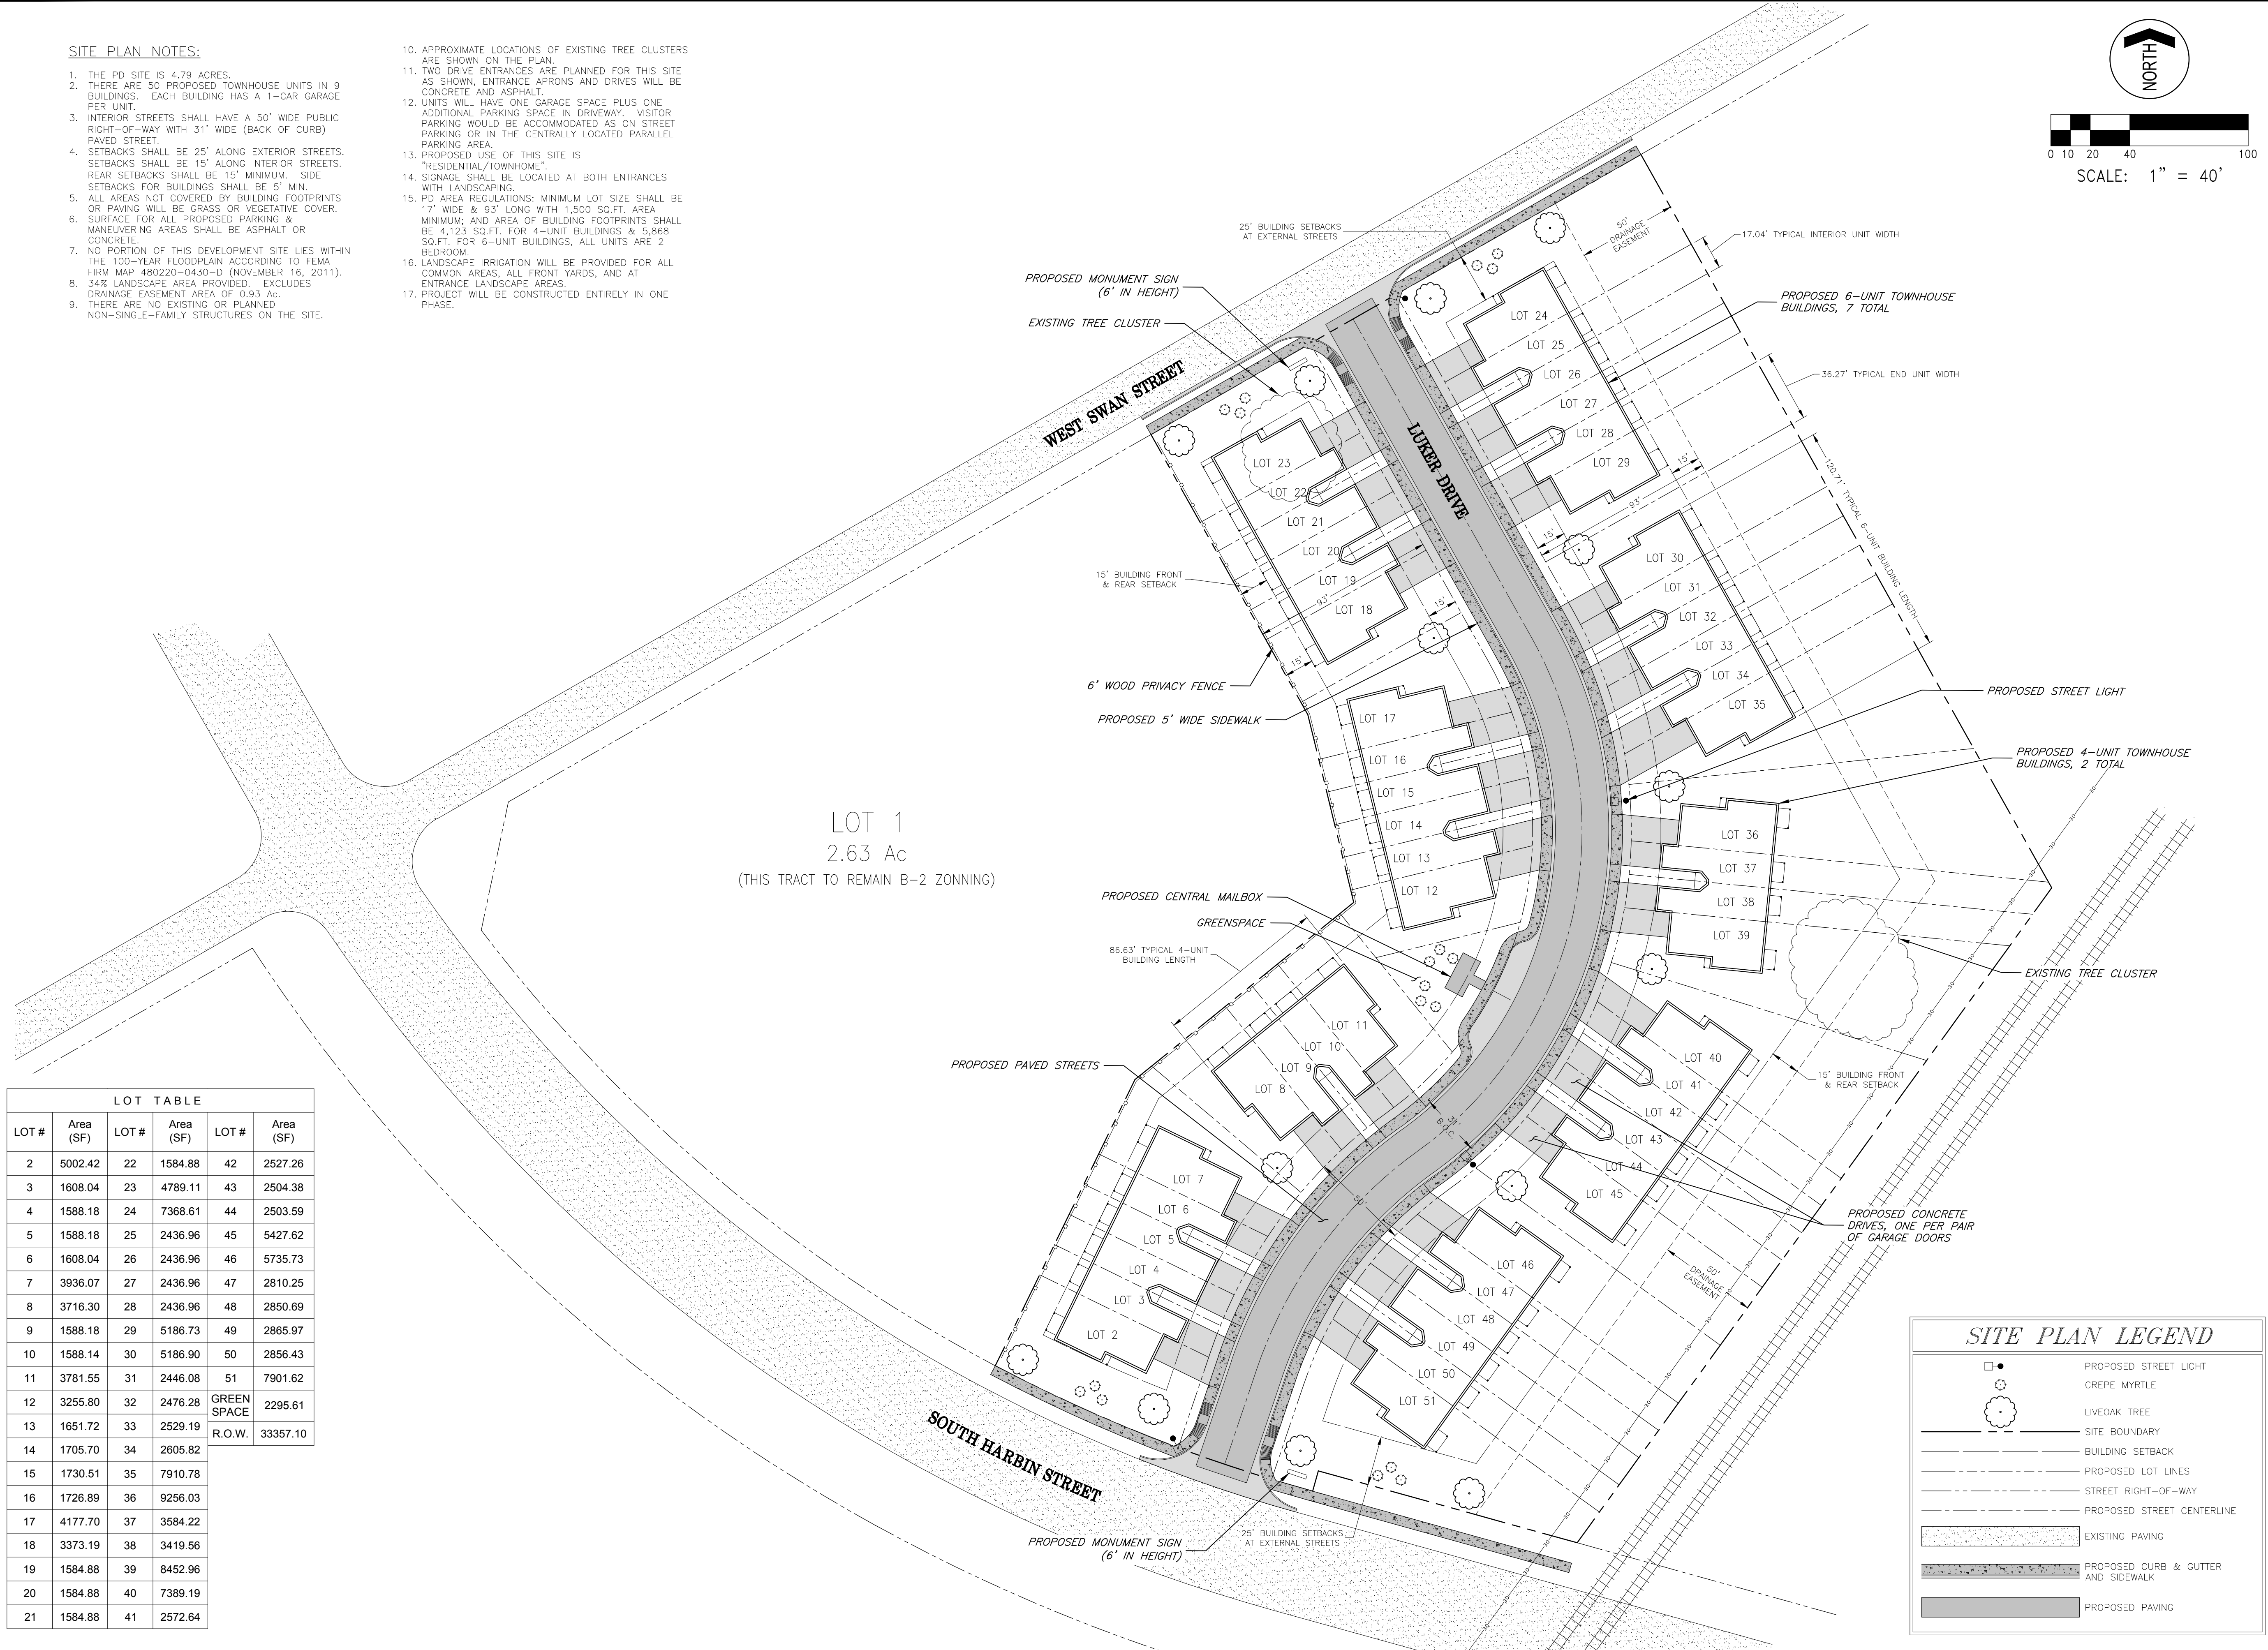 SITE PLAN NOTES:
1. THE PD SITE IS 4.79 ACRES.
2. THERE ARE 50 PROPOSED TOWNHOUSE UNITS IN 9
BUILDINGS. EACH BUILDING HAS A 1-CAR GARAGE
PER UNIT.
3. INTERIOR STREETS SHALL HAVE A 50' WIDE PUBLIC
RIGHT-OF-WAY WITH 31' WIDE (BACK OF CURB)
PAVED STREET.
4. SETBACKS SHALL BE 25' ALONG EXTERIOR STREETS.
SETBACKS SHALL BE 15' ALONG INTERIOR STREETS.
REAR SETBACKS SHALL BE 15' MINIMUM. SIDE
SETBACKS FOR BUILDINGS SHALL BE 5' MIN.
5. ALL AREAS NOT COVERED BY BUILDING FOOTPRINTS
OR PAVING WILL BE GRASS OR VEGETATIVE COVER.
6. SURFACE FOR ALL PROPOSED PARKING &
MANEUVERING AREAS SHALL BE ASPHALT OR
CONCRETE.
7. NO PORTION OF THIS DEVELOPMENT SITE LIES WITHIN
THE 100-YEAR FLOODPLAIN ACCORDING TO FEMA
FIRM MAP 480220-0430-D (NOVEMBER 16, 2011).
8. 34% LANDSCAPE AREA PROVIDED. EXCLUDES
DRAINAGE EASEMENT AREA OF 0.93 Ac.
9. THERE ARE NO EXISTING OR PLANNED
NON-SINGLE-FAMILY STRUCTURES ON THE SITE.
10. APPROXIMATE LOCATIONS OF EXISTING TREE CLUSTERS
ARE SHOWN ON THE PLAN.
11. TWO DRIVE ENTRANCES ARE PLANNED FOR THIS SITE
AS SHOWN, ENTRANCE APRONS AND DRIVES WILL BE
CONCRETE AND ASPHALT.
12. UNITS WILL HAVE ONE GARAGE SPACE PLUS ONE
ADDITIONAL PARKING SPACE IN DRIVEWAY. VISITOR
PARKING WOULD BE ACCOMMODATED AS ON STREET
PARKING OR IN THE CENTRALLY LOCATED PARALLEL
PARKING AREA.
13. PROPOSED USE OF THIS SITE IS
"RESIDENTIAL/TOWNHOME".
14. SIGNAGE SHALL BE LOCATED AT BOTH ENTRANCES
WITH LANDSCAPING.
15. PD AREA REGULATIONS: MINIMUM LOT SIZE SHALL BE
17' WIDE & 93' LONG WITH 1,500 SQ.FT. AREA
MINIMUM; AND AREA OF BUILDING FOOTPRINTS SHALL
BE 4,123 SQ.FT. FOR 4-UNIT BUILDINGS & 5,868
SQ.FT. FOR 6-UNIT BUILDINGS, ALL UNITS ARE 2
BEDROOM.
16. LANDSCAPE IRRIGATION WILL BE PROVIDED FOR ALL
COMMON AREAS, ALL FRONT YARDS, AND AT
ENTRANCE LANDSCAPE AREAS.
17. PROJECT WILL BE CONSTRUCTED ENTIRELY IN ONE
PHASE.
NORTH
0 10 20 40 100
SCALE: 1" = 40'
25' BUILDING SETBACKS
AT EXTERNAL STREETS
50'
DRAINAGE
EASEMENT
17.04' TYPICAL INTERIOR UNIT WIDTH
PROPOSED MONUMENT SIGN
(6' IN HEIGHT)
EXISTING TREE CLUSTER
PROPOSED 6-UNIT TOWNHOUSE
BUILDINGS, 7 TOTAL
36.27' TYPICAL END UNIT WIDTH
WEST SWAN STREET
LUKER DRIVE
LOT 24
LOT 25
LOT 26
LOT 27
LOT 28
LOT 29
15'
93'
15'
120.71' TYPICAL 6-UNIT BUILDING LENGTH
LOT 23
LOT 22
LOT 21
LOT 20
LOT 19
LOT 18
93'
15'
15'
15' BUILDING FRONT
& REAR SETBACK
LOT 30
LOT 31
LOT 32
LOT 33
LOT 34
LOT 35
6' WOOD PRIVACY FENCE
PROPOSED 5' WIDE SIDEWALK
PROPOSED STREET LIGHT
PROPOSED 4-UNIT TOWNHOUSE
BUILDINGS, 2 TOTAL
LOT 17
LOT 16
LOT 15
LOT 14
LOT 13
LOT 12
LOT 1
2.63 Ac
(THIS TRACT TO REMAIN B-2 ZONNING)
LOT 36
LOT 37
LOT 38
LOT 39
PROPOSED CENTRAL MAILBOX
GREENSPACE
86.63' TYPICAL 4-UNIT
BUILDING LENGTH
EXISTING TREE CLUSTER
LOT 11
LOT 10
LOT 9
LOT 8
PROPOSED PAVED STREETS
31'
B.O.C.
50'
LOT 40
LOT 41
LOT 42
LOT 43
LOT 44
LOT 45
15' BUILDING FRONT
& REAR SETBACK
PROPOSED CONCRETE
DRIVES, ONE PER PAIR
OF GARAGE DOORS
50'
DRAINAGE
EASEMENT
LOT 7
LOT 6
LOT 5
LOT 4
LOT 3
LOT 2
LOT 46
LOT 47
LOT 48
LOT 49
LOT 50
LOT 51
SOUTH HARBIN STREET
25' BUILDING SETBACKS
AT EXTERNAL STREETS
PROPOSED MONUMENT SIGN
(6' IN HEIGHT)
LOT TABLE
LOT # Area (SF) LOT # Area (SF) LOT # Area (SF)
2 5002.42 22 1584.88 42 2527.26
3 1608.04 23 4789.11 43 2504.38
4 1588.18 24 7368.61 44 2503.59
5 1588.18 25 2436.96 45 5427.62
6 1608.04 26 2436.96 46 5735.73
7 3936.07 27 2436.96 47 2810.25
8 3716.30 28 2436.96 48 2850.69
9 1588.18 29 5186.73 49 2865.97
10 1588.14 30 5186.90 50 2856.43
11 3781.55 31 2446.08 51 7901.62
12 3255.80 32 2476.28 GREEN SPACE 2295.61
13 1651.72 33 2529.19 R.O.W. 33357.10
14 1705.70 34 2605.82
15 1730.51 35 7910.78
16 1726.89 36 9256.03
17 4177.70 37 3584.22
18 3373.19 38 3419.56
19 1584.88 39 8452.96
20 1584.88 40 7389.19
21 1584.88 41 2572.64
SITE PLAN LEGEND
PROPOSED STREET LIGHT
CREPE MYRTLE
LIVEOAK TREE
SITE BOUNDARY
BUILDING SETBACK
PROPOSED LOT LINES
STREET RIGHT-OF-WAY
PROPOSED STREET CENTERLINE
EXISTING PAVING
PROPOSED CURB & GUTTER
AND SIDEWALK
PROPOSED PAVING